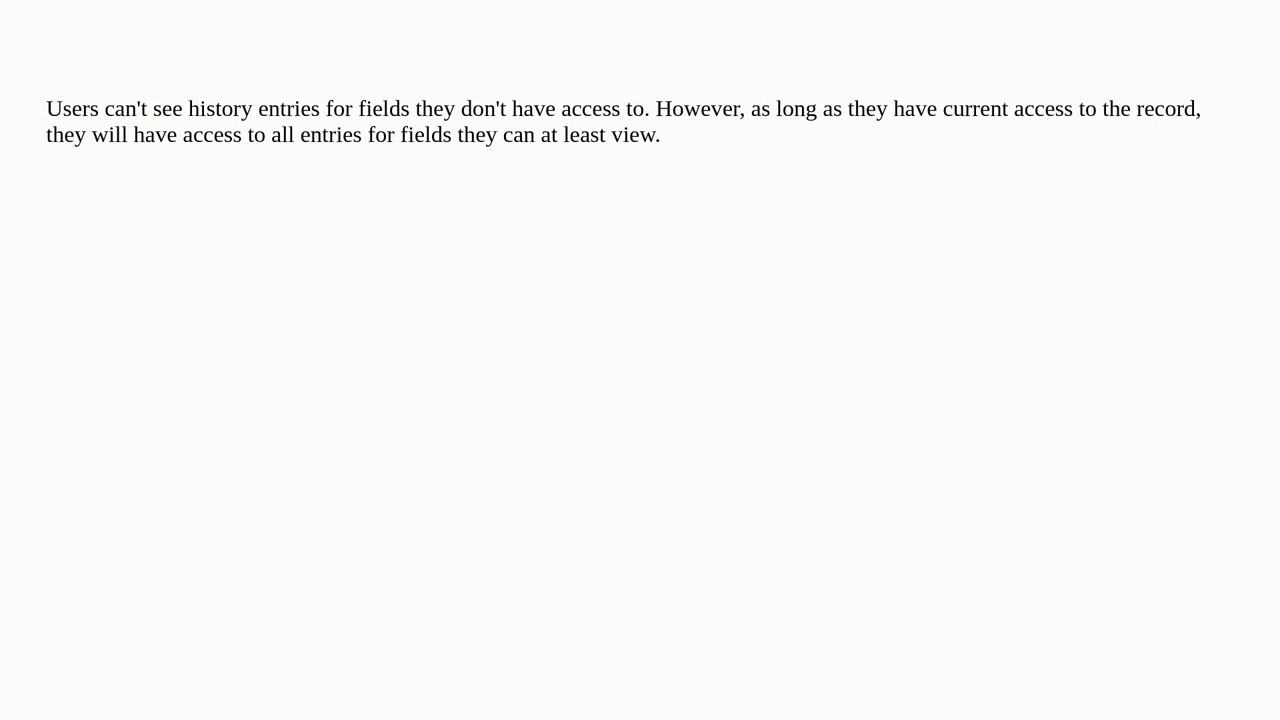 Users can't see history entries for fields they don't have access to. However, as long as they have current access to the record,
they will have access to all entries for fields they can at least view.